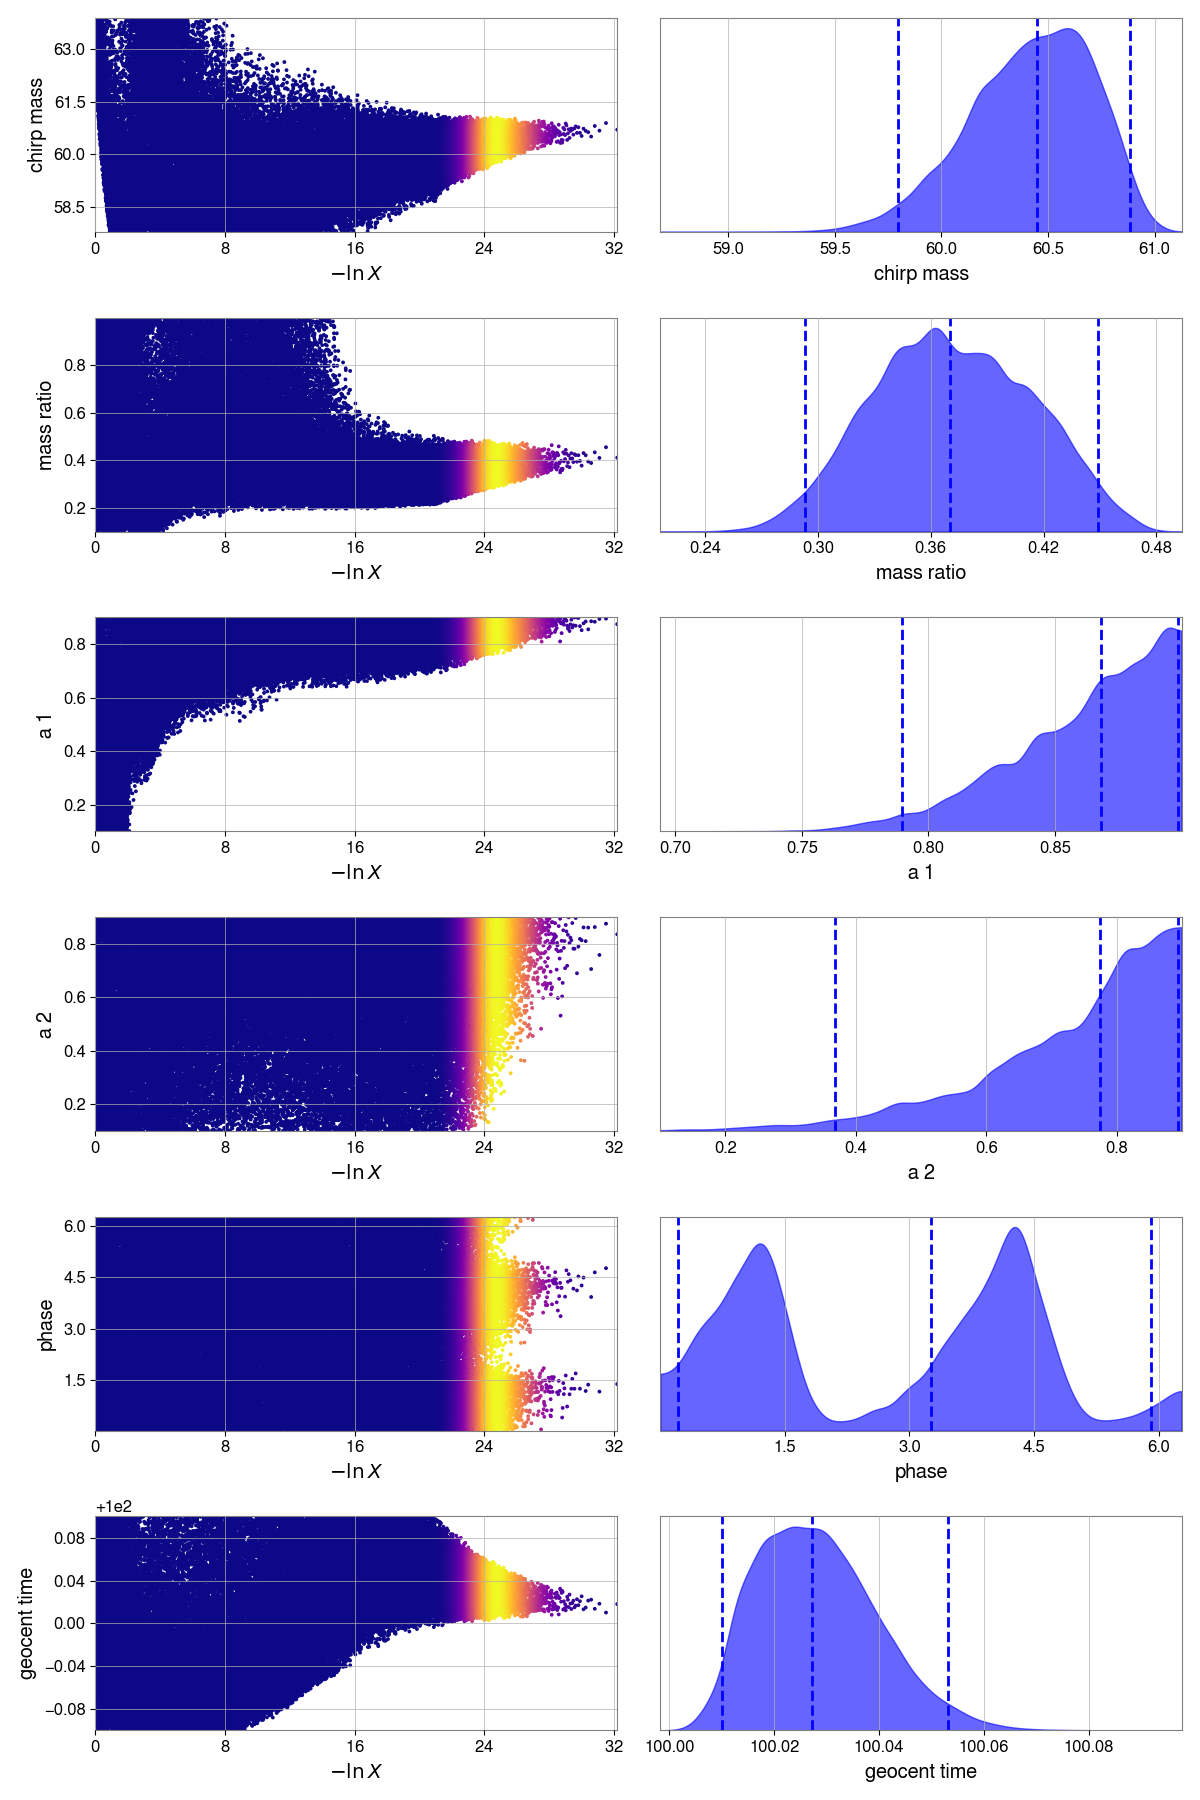 63.0
61.5
60.0
58.5
chirp mass
0 8 16 24 32
−ln X
59.0 59.5 60.0 60.5 61.0
chirp mass
0.8
0.6
0.4
0.2
mass ratio
0 8 16 24 32
−ln X
0.24 0.30 0.36 0.42 0.48
mass ratio
0.8
0.6
0.4
0.2
a 1
0 8 16 24 32
−ln X
0.70 0.75 0.80 0.85
a 1
0.8
0.6
0.4
0.2
a 2
0 8 16 24 32
−ln X
0.2 0.4 0.6 0.8
a 2
6.0
4.5
3.0
1.5
phase
0 8 16 24 32
−ln X
1.5 3.0 4.5 6.0
phase
+1e2
0.08
0.04
0.00
−0.04
−0.08
geocent time
0 8 16 24 32
−ln X
100.00 100.02 100.04 100.06 100.08
geocent time